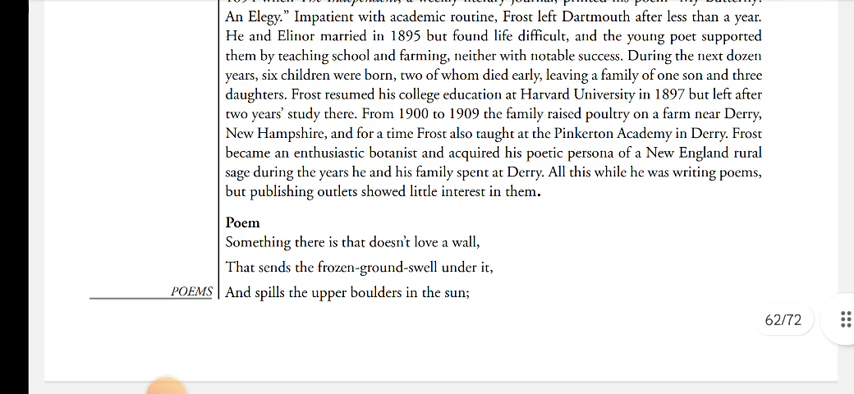 An Elegy.” Impatient with academic routine, Frost left Dartmouth after less than a year.
He and Elinor married in 1895 but found life difficult, and the young poet supported
them by teaching school and farming, neither with notable success. During the next dozen
years, six children were born, two of whom died early, leaving a family of one son and three
daughters. Frost resumed his college education at Harvard University in 1897 but left after
two years’ study there. From 1900 to 1909 the family raised poultry on a farm near Derry,
New Hampshire, and for a time Frost also taught at the Pinkerton Academy in Derry. Frost
became an enthusiastic botanist and acquired his poetic persona of a New England rural
sage during the years he and his family spent at Derry. All this while he was writing poems,
but publishing outlets showed little interest in them.
Poem
Something there is that doesn’t love a wall,
That sends the frozen-ground-swell under it,
POEMS And spills the upper boulders in the sun;
62/72